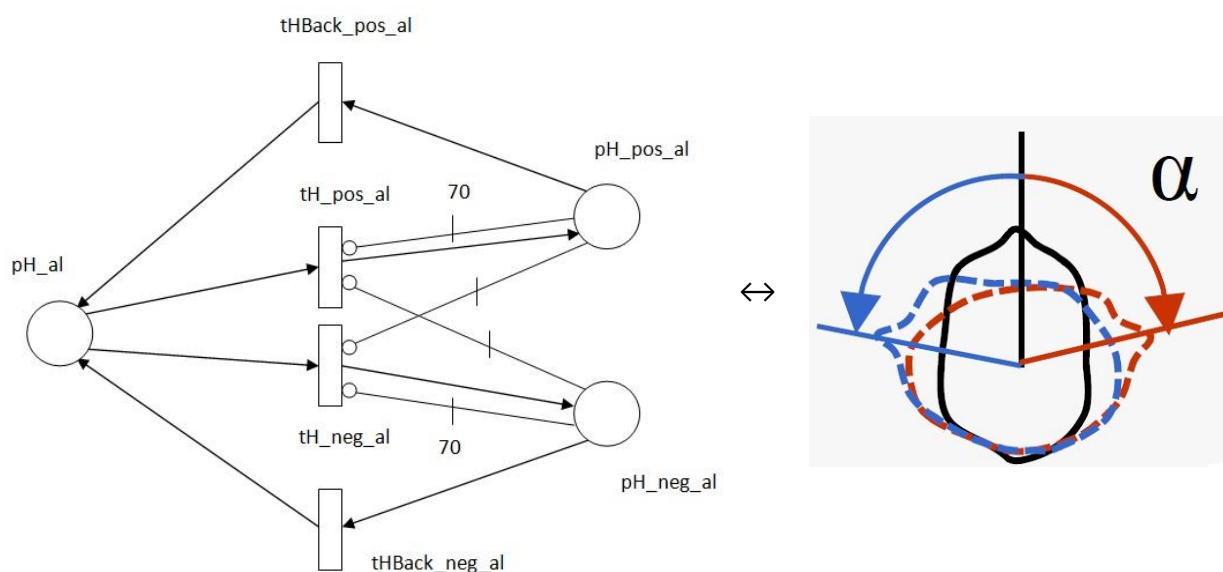 tHBack_pos_al
pH_pos_al
tH_pos_al
70
pH_al
tH_neg_al
70
pH_neg_al
tHBack_neg_al
↔
α